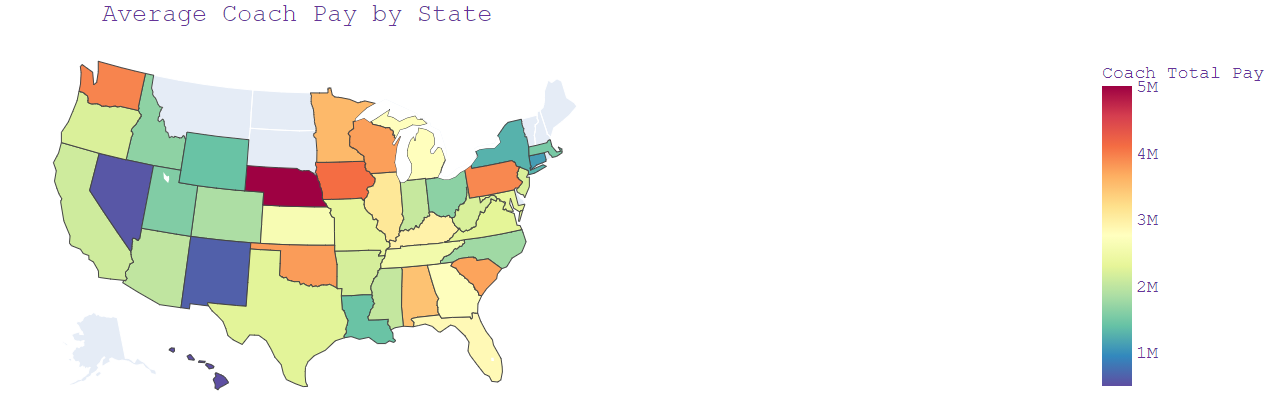 Average Coach Pay by State
Coach Total Pay
5M
4M
3M
2M
1M